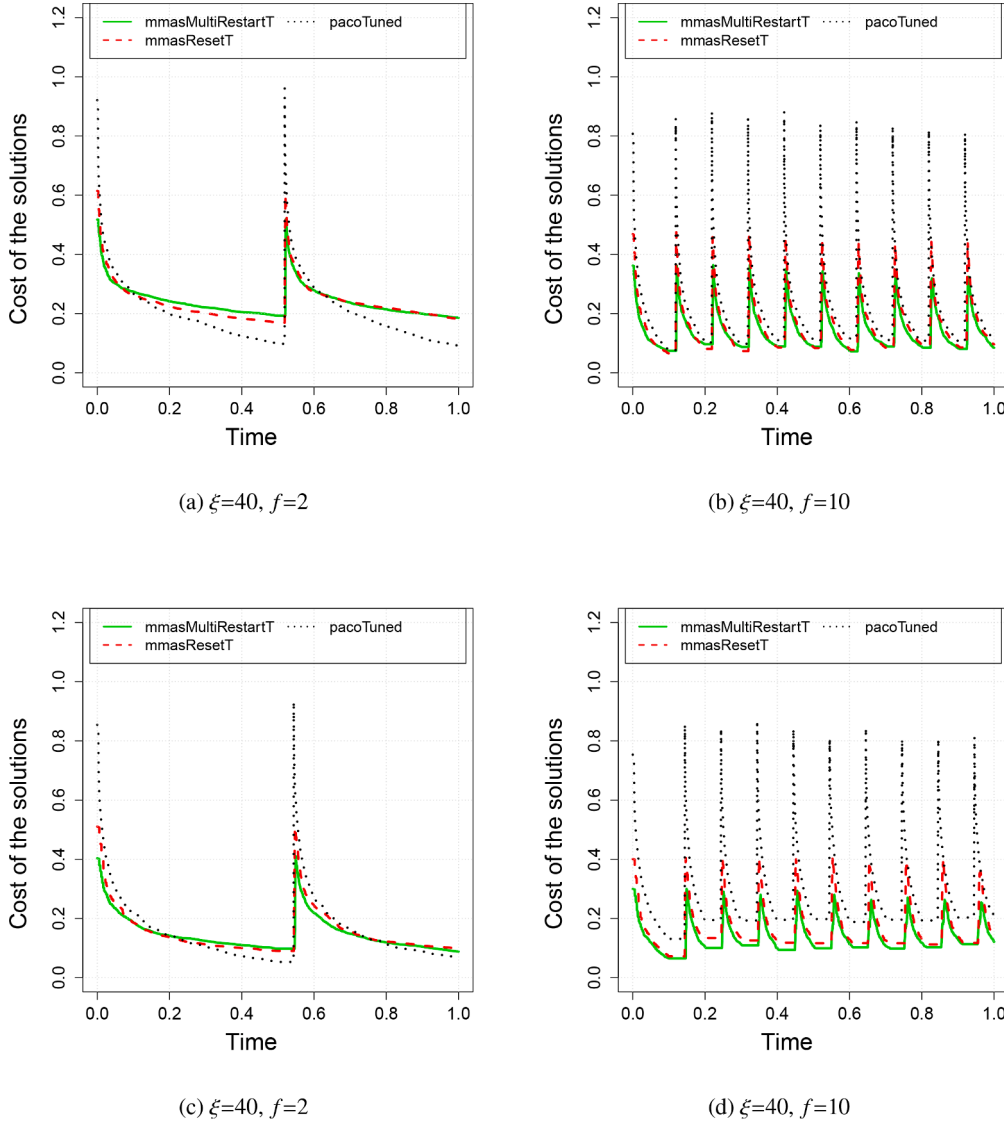 mmasMultiRestartT pacoTuned
mmasResetT
Cost of the solutions
0.0 0.2 0.4 0.6 0.8 1.0 1.2
0.0 0.2 0.4 0.6 0.8 1.0
Time
(a) ξ=40, f=2
mmasMultiRestartT pacoTuned
mmasResetT
Cost of the solutions
0.0 0.2 0.4 0.6 0.8 1.0 1.2
0.0 0.2 0.4 0.6 0.8 1.0
Time
(b) ξ=40, f=10
mmasMultiRestartT pacoTuned
mmasResetT
Cost of the solutions
0.0 0.2 0.4 0.6 0.8 1.0 1.2
0.0 0.2 0.4 0.6 0.8 1.0
Time
(c) ξ=40, f=2
mmasMultiRestartT pacoTuned
mmasResetT
Cost of the solutions
0.0 0.2 0.4 0.6 0.8 1.0 1.2
0.0 0.2 0.4 0.6 0.8 1.0
Time
(d) ξ=40, f=10